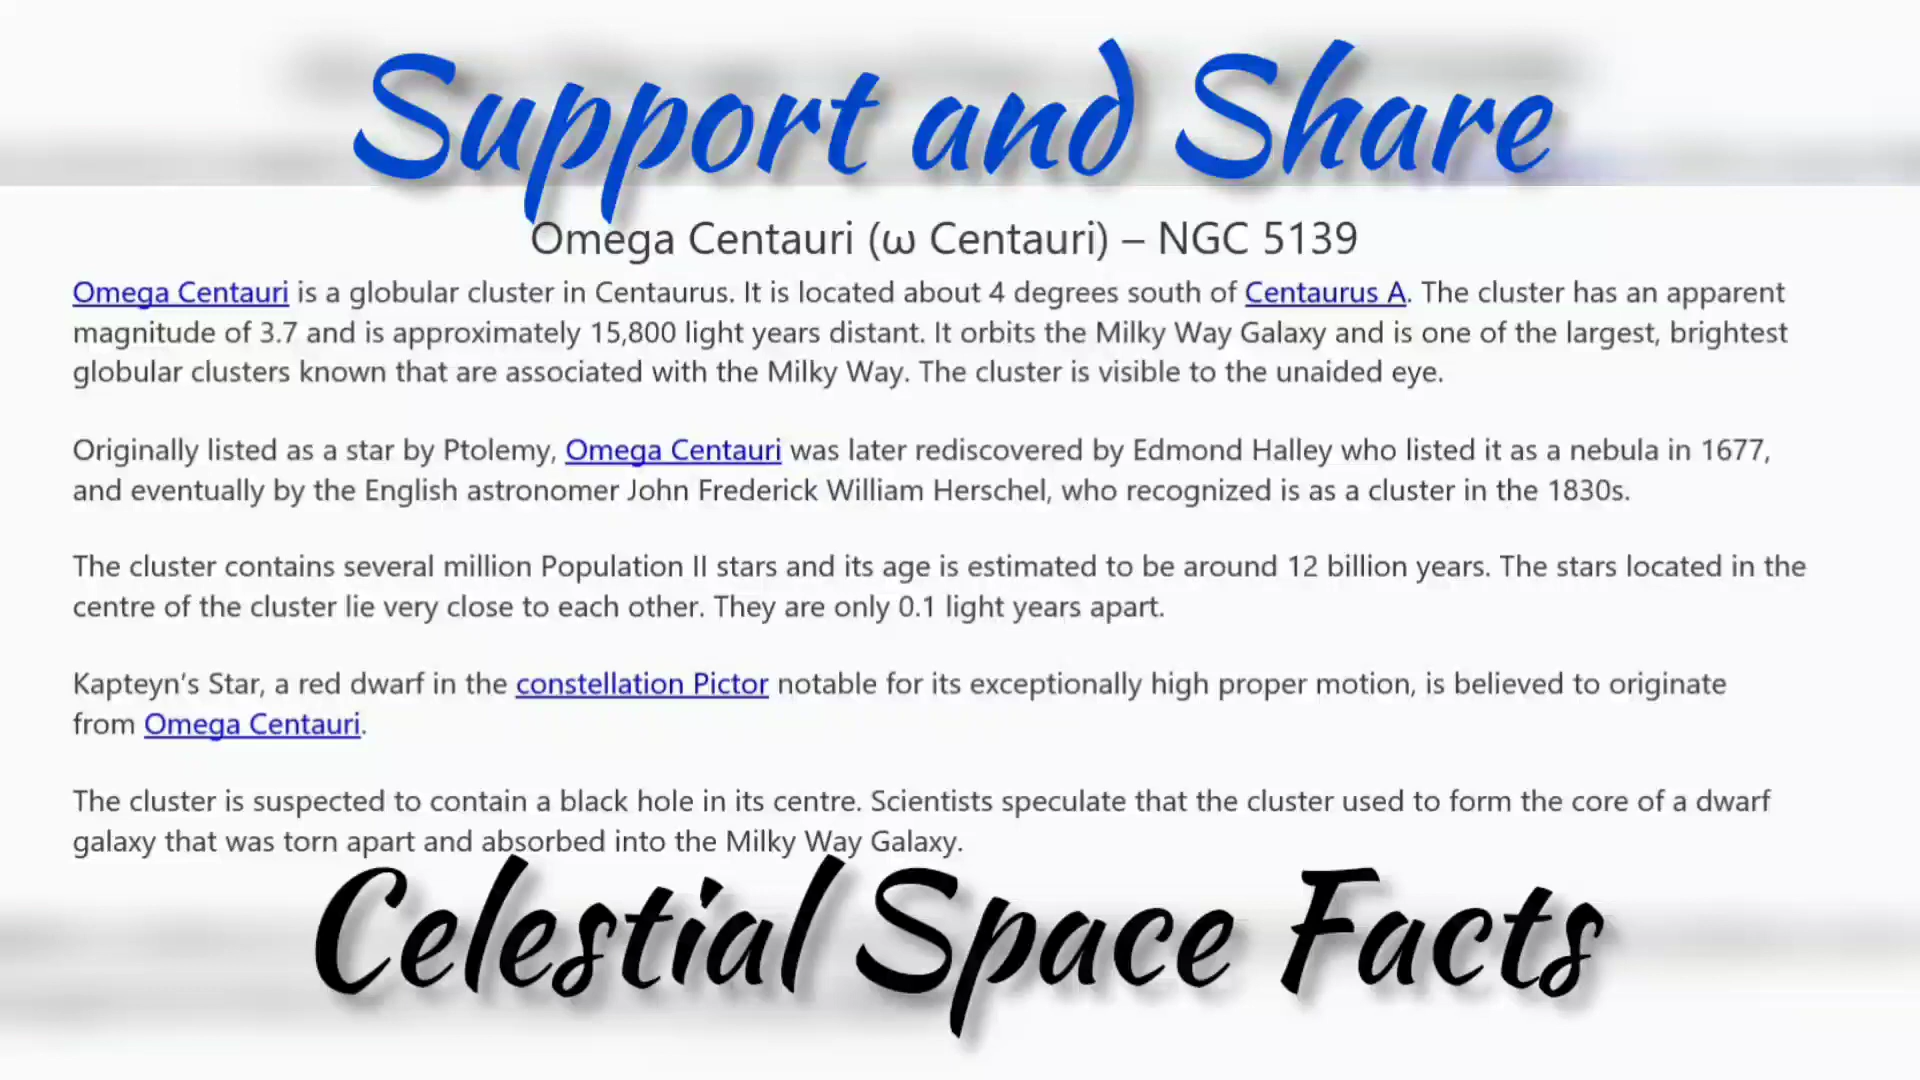 Support and Share
Omega Centauri (ω Centauri) – NGC 5139
Omega Centauri is a globular cluster in Centaurus. It is located about 4 degrees south of Centaurus A. The cluster has an apparent
magnitude of 3.7 and is approximately 15,800 light years distant. It orbits the Milky Way Galaxy and is one of the largest, brightest
globular clusters known that are associated with the Milky Way. The cluster is visible to the unaided eye.
Originally listed as a star by Ptolemy, Omega Centauri was later rediscovered by Edmond Halley who listed it as a nebula in 1677,
and eventually by the English astronomer John Frederick William Herschel, who recognized is as a cluster in the 1830s.
The cluster contains several million Population II stars and its age is estimated to be around 12 billion years. The stars located in the
centre of the cluster lie very close to each other. They are only 0.1 light years apart.
Kapteyn's Star, a red dwarf in the constellation Pictor notable for its exceptionally high proper motion, is believed to originate
from Omega Centauri.
The cluster is suspected to contain a black hole in its centre. Scientists speculate that the cluster used to form the core of a dwarf
galaxy that was torn apart and absorbed into the Milky Way Galaxy.
Celestial Space Facts